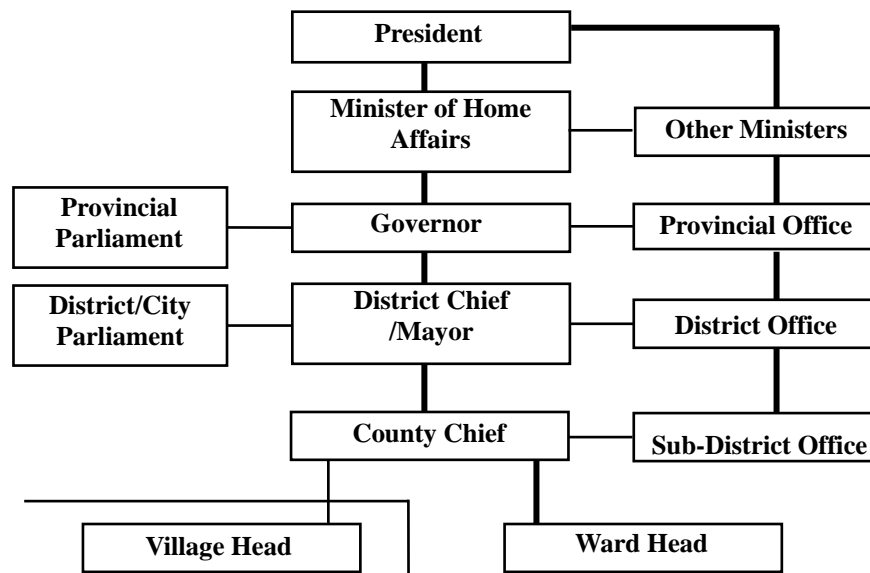 President
Minister of Home
Affairs
Other Ministers
Provincial
Parliament
Governor
Provincial Office
District/City
Parliament
District Chief
/Mayor
District Office
County Chief
Sub-District Office
Village Head
Ward Head